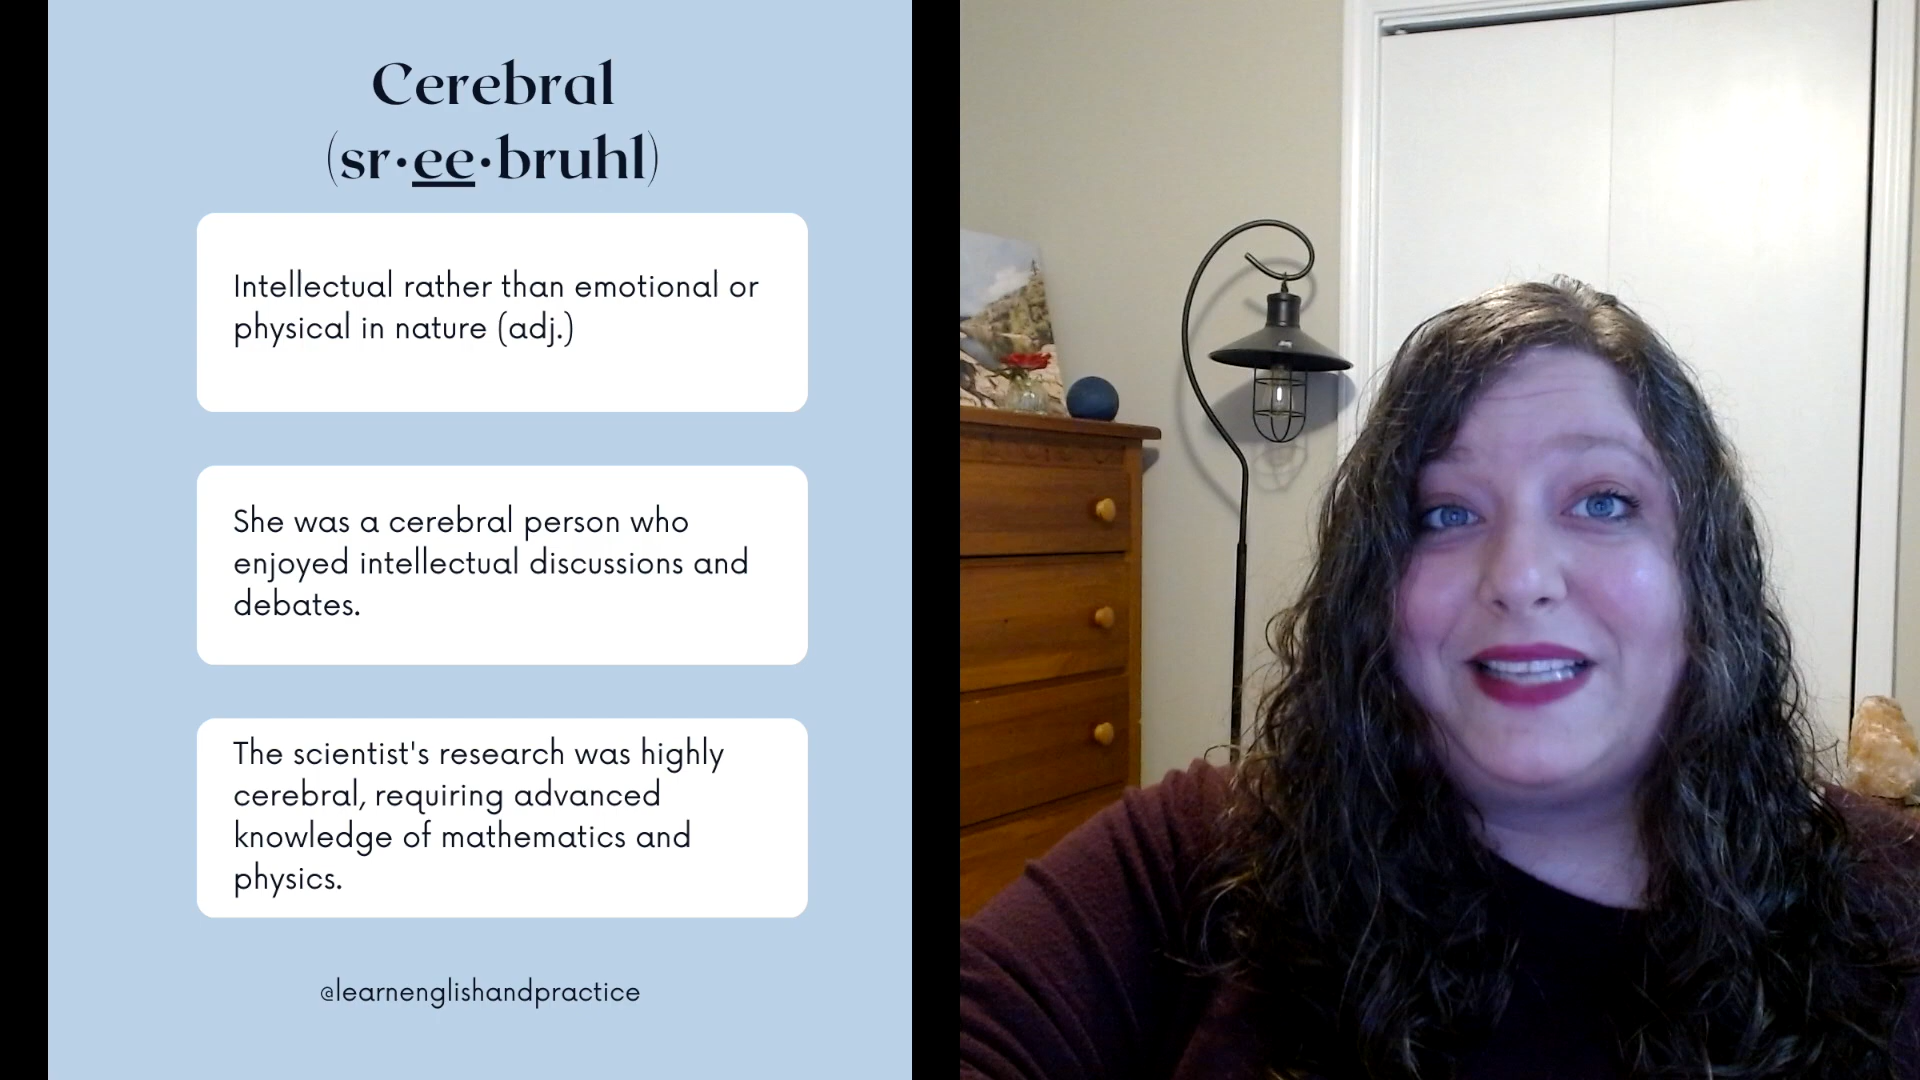 Cerebral
(sr•ee•bruhl)
Intellectual rather than emotional or
physical in nature (adj.)
She was a cerebral person who
enjoyed intellectual discussions and
debates.
The scientist's research was highly
cerebral, requiring advanced
knowledge of mathematics and
physics.
@learnenglishandpractice